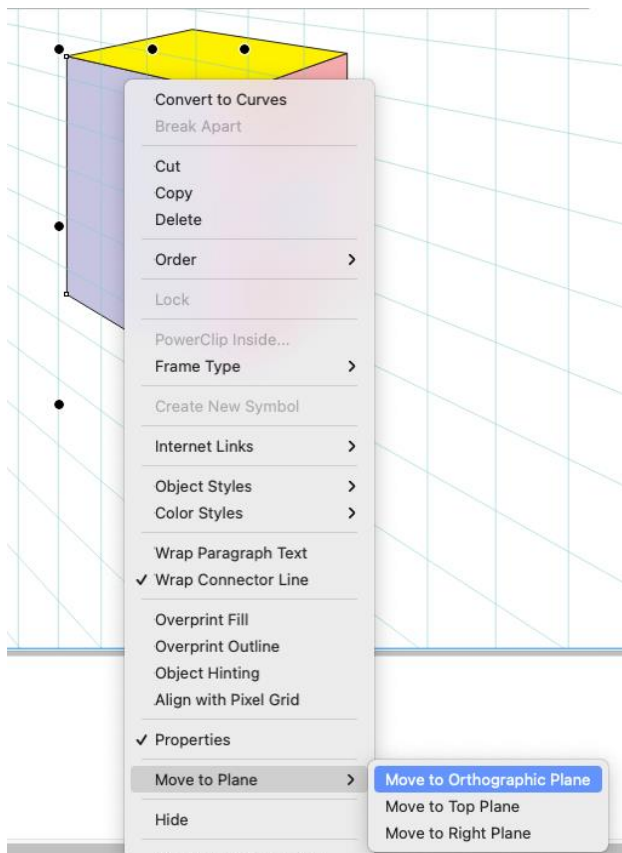 Convert to Curves
Break Apart
Cut
Copy
Delete
Order
Lock
PowerClip Inside...
Frame Type
Create New Symbol
Internet Links
Object Styles
Color Styles
Wrap Paragraph Text
Wrap Connector Line
Overprint Fill
Overprint Outline
Object Hinting
Align with Pixel Grid
Properties
Move to Plane
Move to Orthographic Plane
Move to Top Plane
Move to Right Plane
Hide